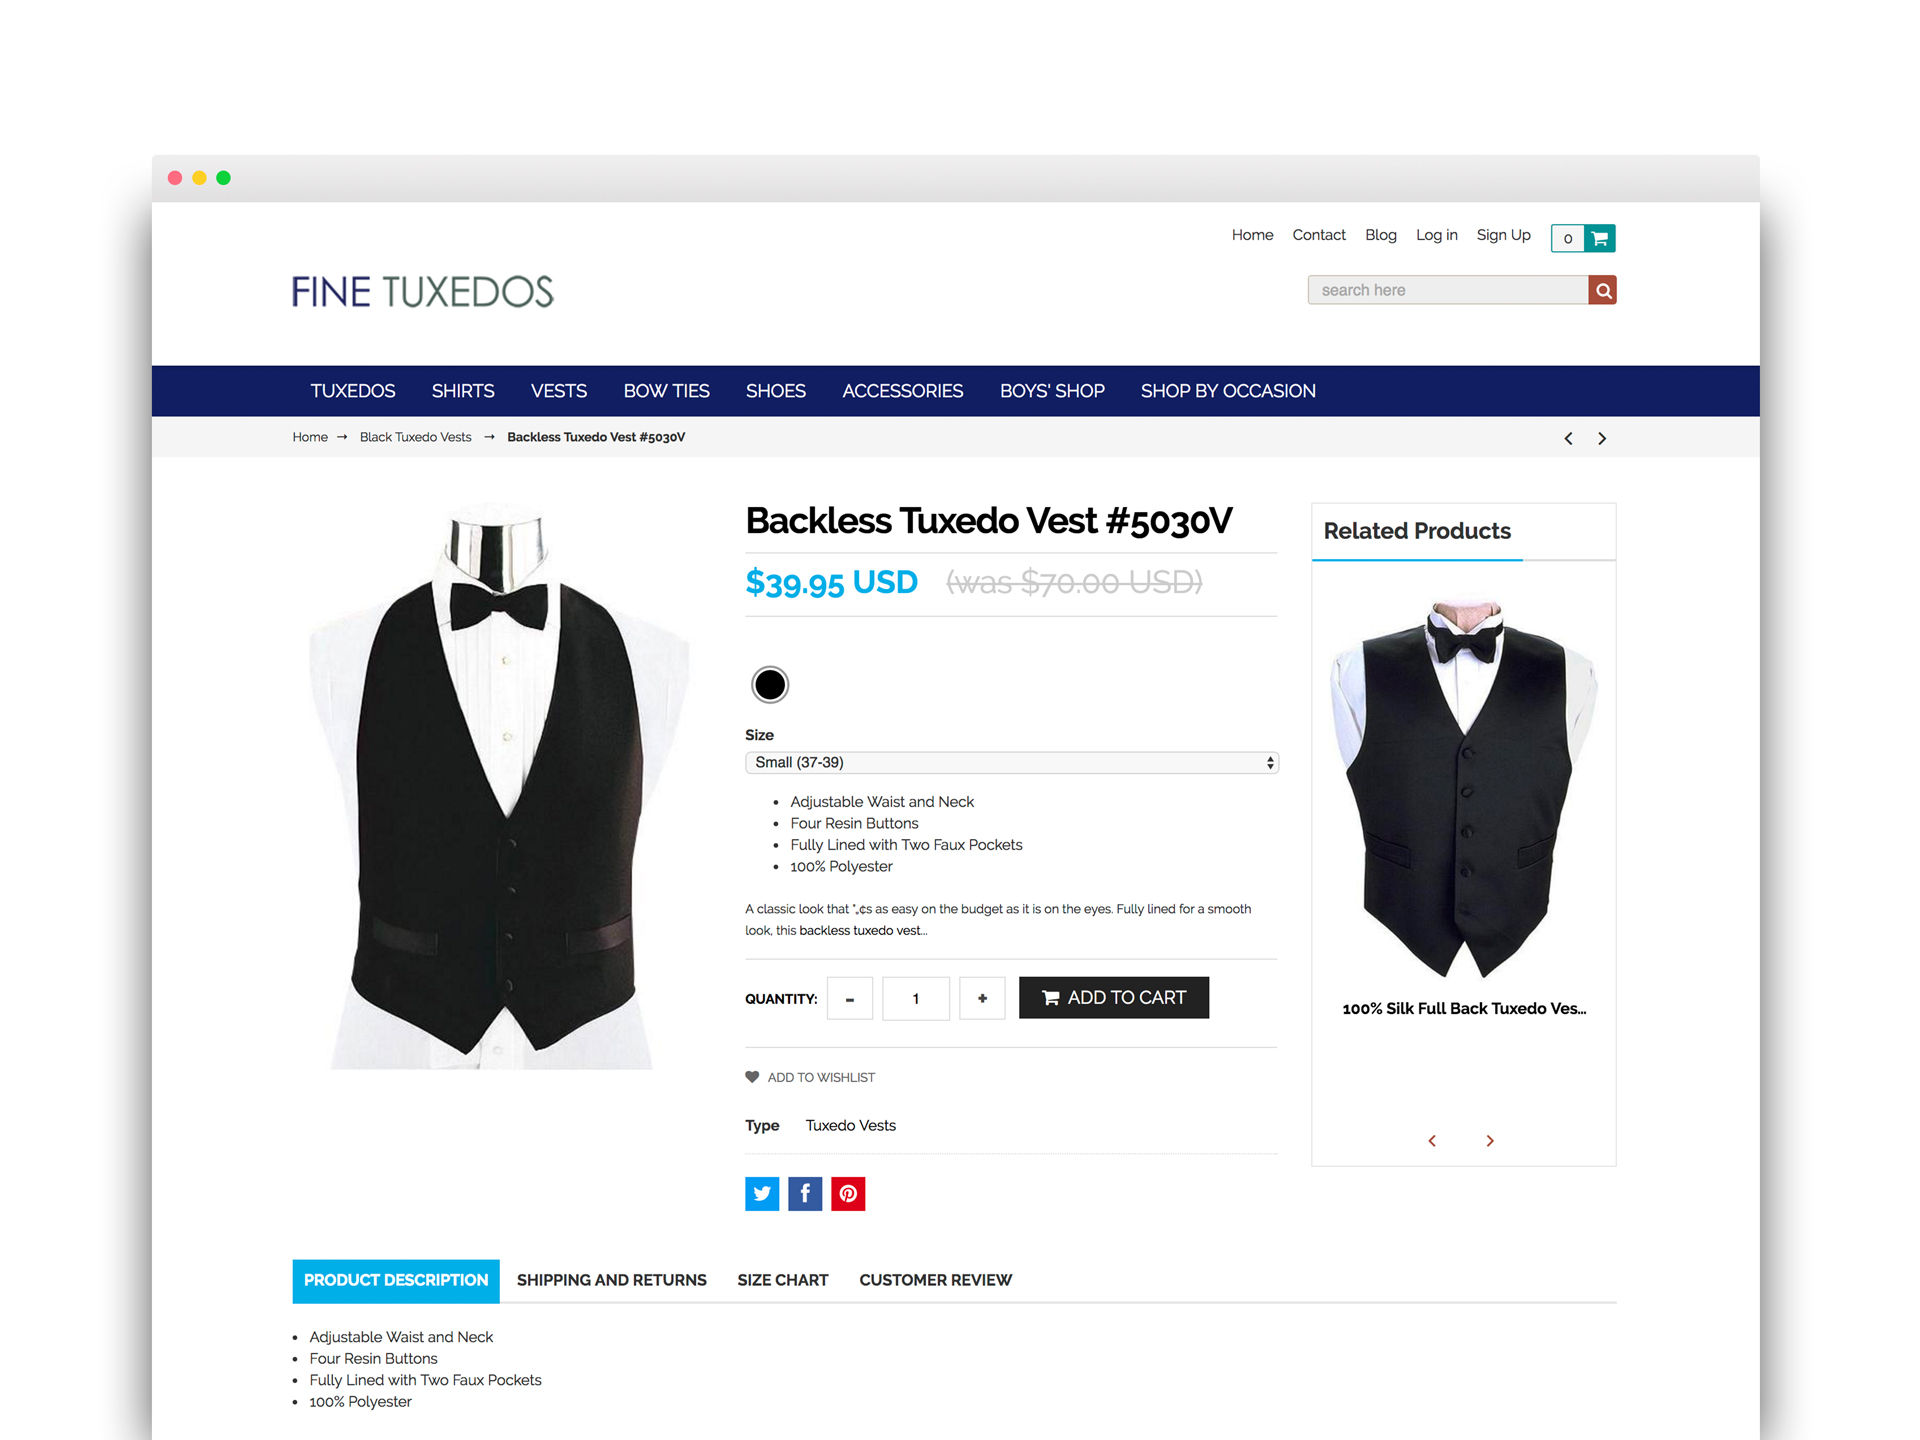 Home Contact Blog Log in Sign Up 0
FINE TUXEDOS
search here
TUXEDOS SHIRTS VESTS BOW TIES SHOES ACCESSORIES BOYS' SHOP SHOP BY OCCASION
Home → Black Tuxedo Vests → Backless Tuxedo Vest #5030V
Backless Tuxedo Vest #5030V
$39.95 USD (was $70.00 USD)
Size
Small (37-39)
• Adjustable Waist and Neck
• Four Resin Buttons
• Fully Lined with Two Faux Pockets
• 100% Polyester
A classic look that "„¢s as easy on the budget as it is on the eyes. Fully lined for a smooth
look, this backless tuxedo vest...
QUANTITY: - 1 + ADD TO CART
ADD TO WISHLIST
Type Tuxedo Vests
Related Products
100% Silk Full Back Tuxedo Ves...
PRODUCT DESCRIPTION SHIPPING AND RETURNS SIZE CHART CUSTOMER REVIEW
• Adjustable Waist and Neck
• Four Resin Buttons
• Fully Lined with Two Faux Pockets
• 100% Polyester